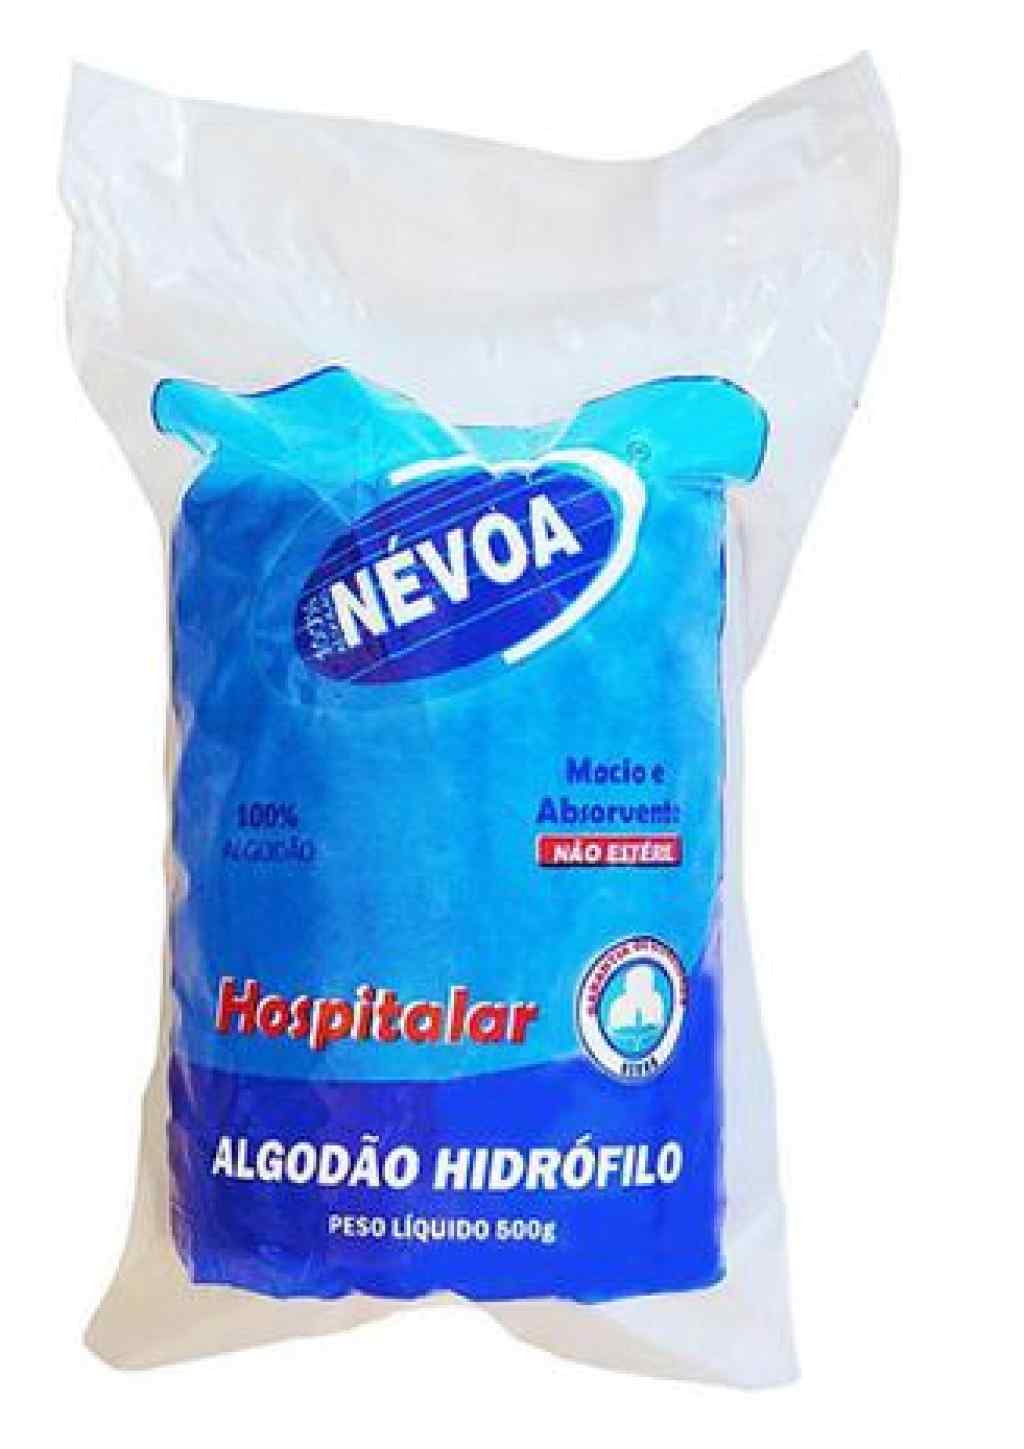 NÉVOA
®
100%
ALGODÃO
Macio e
Absorvente
NÃO ESTÉRIL
Hospitalar
ALGODÃO HIDRÓFILO
PESO LÍQUIDO 500g